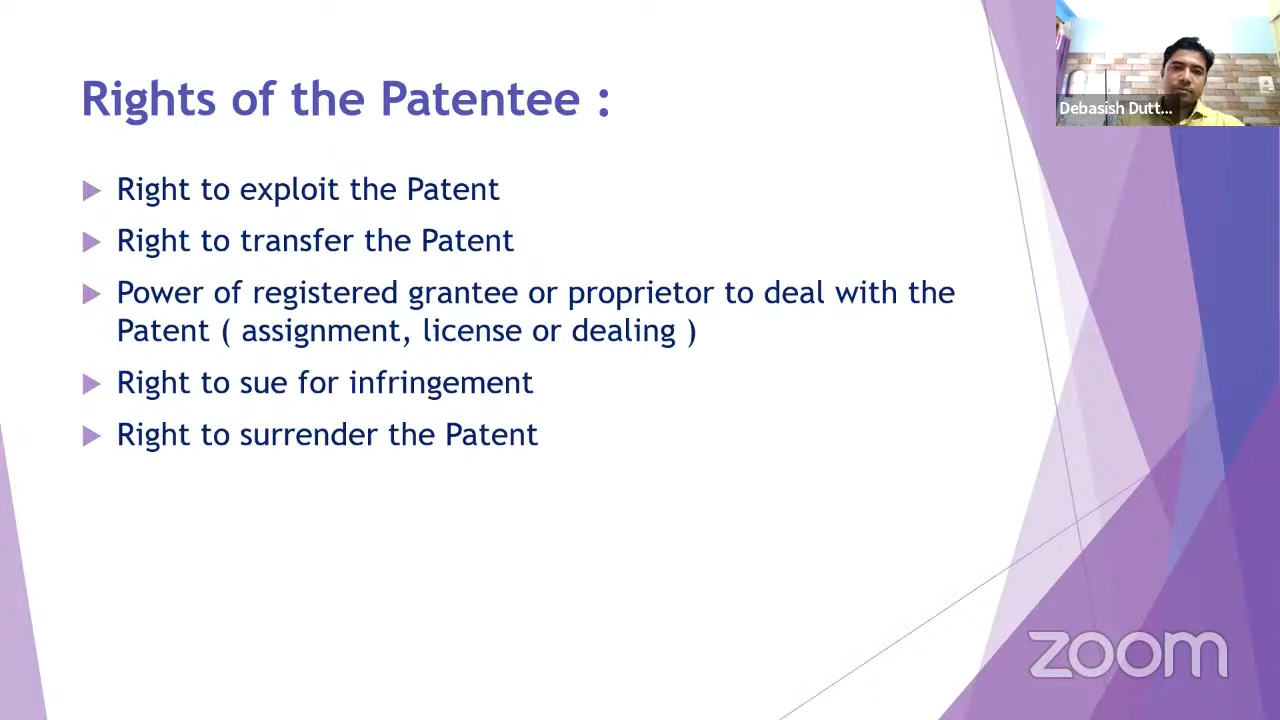 Rights of the Patentee :
Debasish Dutt...
Right to exploit the Patent
Right to transfer the Patent
Power of registered grantee or proprietor to deal with the
Patent ( assignment, license or dealing )
Right to sue for infringement
Right to surrender the Patent
zoom